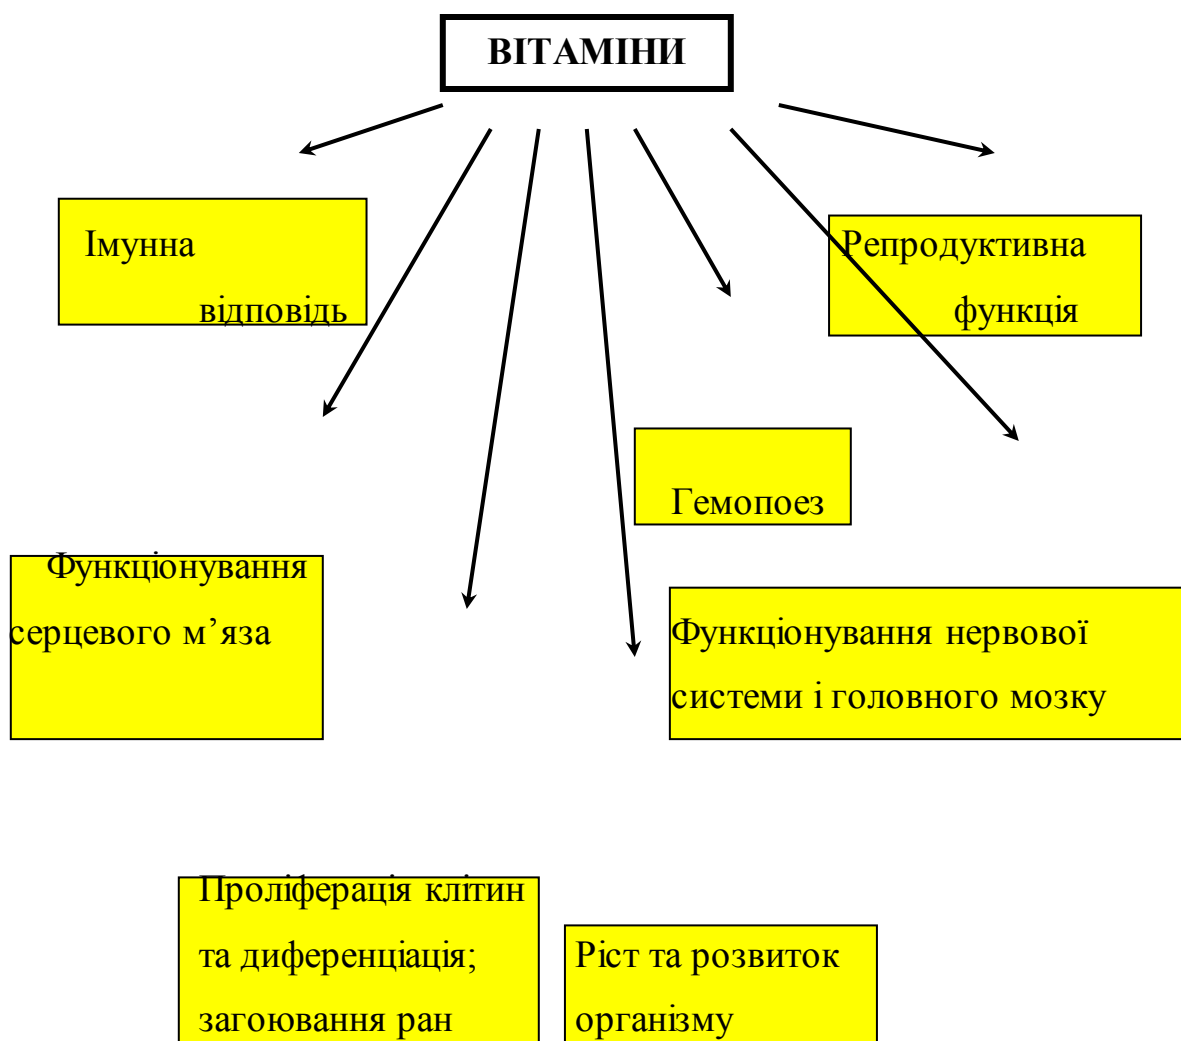 ВІТАМІНИ
Імунна
відповідь
Репродуктивна
функція
Гемопоез
Функціонування
серцевого м’яза
Функціонування нервової
системи і головного мозку
Проліферація клітин
та диференціація;
загоювання ран
Ріст та розвиток
організму